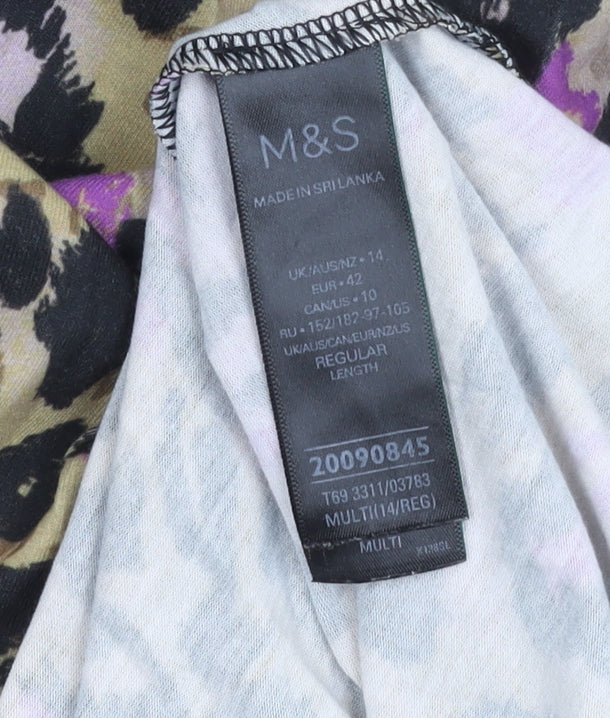 M&S
MADE IN SRI LANKA
UK/AUS/NZ • 14
EUR • 42
CAN/US • 10
RU • 152/182-97-105
UK/AUS/CAN/EUR/NZ/US
REGULAR
LENGTH
20090845
T69 3311/03783
MULTI(14/REG)
MULTI